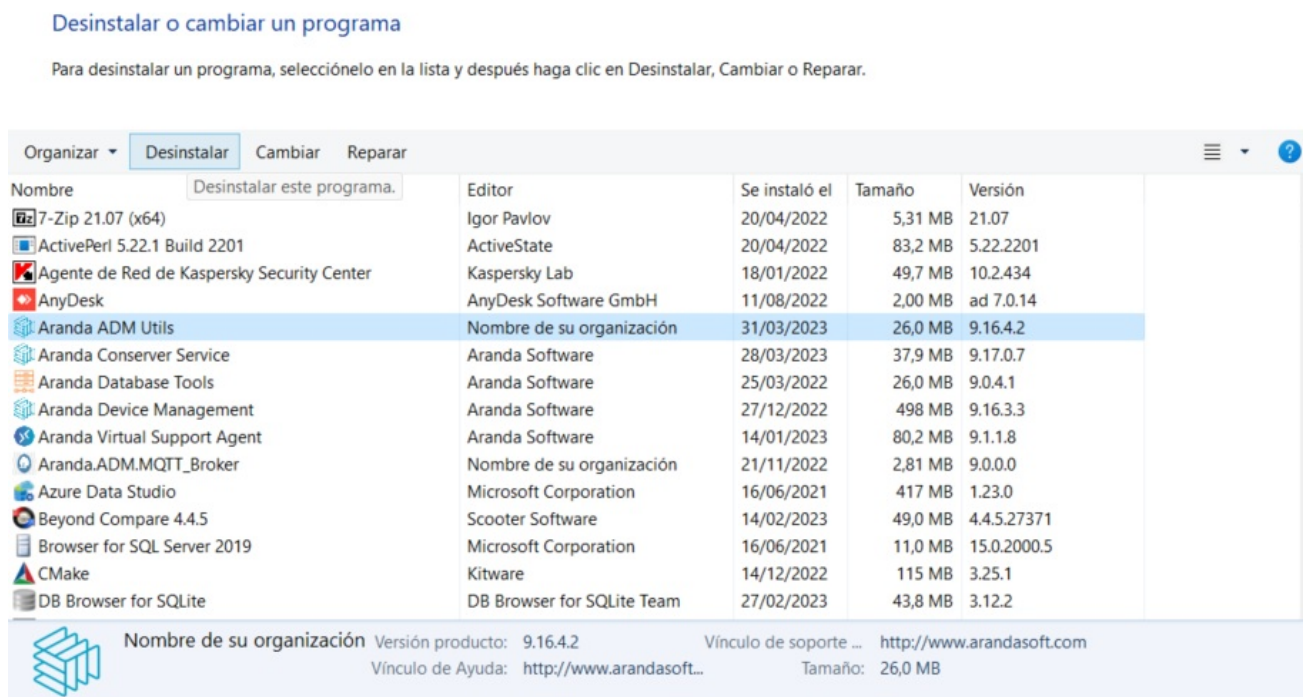 Desinstalar o cambiar un programa
Para desinstalar un programa, selecciónelo en la lista y después haga clic en Desinstalar, Cambiar o Reparar.
Organizar Desinstalar Cambiar Reparar ?
Nombre Editor Se instaló el Tamaño Versión
Desinstalar este programa.
7z 7-Zip 21.07 (x64) Igor Pavlov 20/04/2022 5,31 MB 21.07
ActivePerl 5.22.1 Build 2201 ActiveState 20/04/2022 83,2 MB 5.22.2201
Agente de Red de Kaspersky Security Center Kaspersky Lab 18/01/2022 49,7 MB 10.2.434
AnyDesk AnyDesk Software GmbH 11/08/2022 2,00 MB ad 7.0.14
Aranda ADM Utils Nombre de su organización 31/03/2023 26,0 MB 9.16.4.2
Aranda Conserver Service Aranda Software 28/03/2023 37,9 MB 9.17.0.7
Aranda Database Tools Aranda Software 25/03/2022 26,0 MB 9.0.4.1
Aranda Device Management Aranda Software 27/12/2022 498 MB 9.16.3.3
Aranda Virtual Support Agent Aranda Software 14/01/2023 80,2 MB 9.1.1.8
Aranda.ADM.MQTT_Broker Nombre de su organización 21/11/2022 2,81 MB 9.0.0.0
Azure Data Studio Microsoft Corporation 16/06/2021 417 MB 1.23.0
Beyond Compare 4.4.5 Scooter Software 14/02/2023 49,0 MB 4.4.5.27371
Browser for SQL Server 2019 Microsoft Corporation 16/06/2021 11,0 MB 15.0.2000.5
CMake Kitware 14/12/2022 115 MB 3.25.1
DB Browser for SQLite DB Browser for SQLite Team 27/02/2023 43,8 MB 3.12.2
Nombre de su organización Versión producto: 9.16.4.2 Vínculo de soporte ... http://www.arandasoft.com
Vínculo de Ayuda: http://www.arandasoft... Tamaño: 26,0 MB